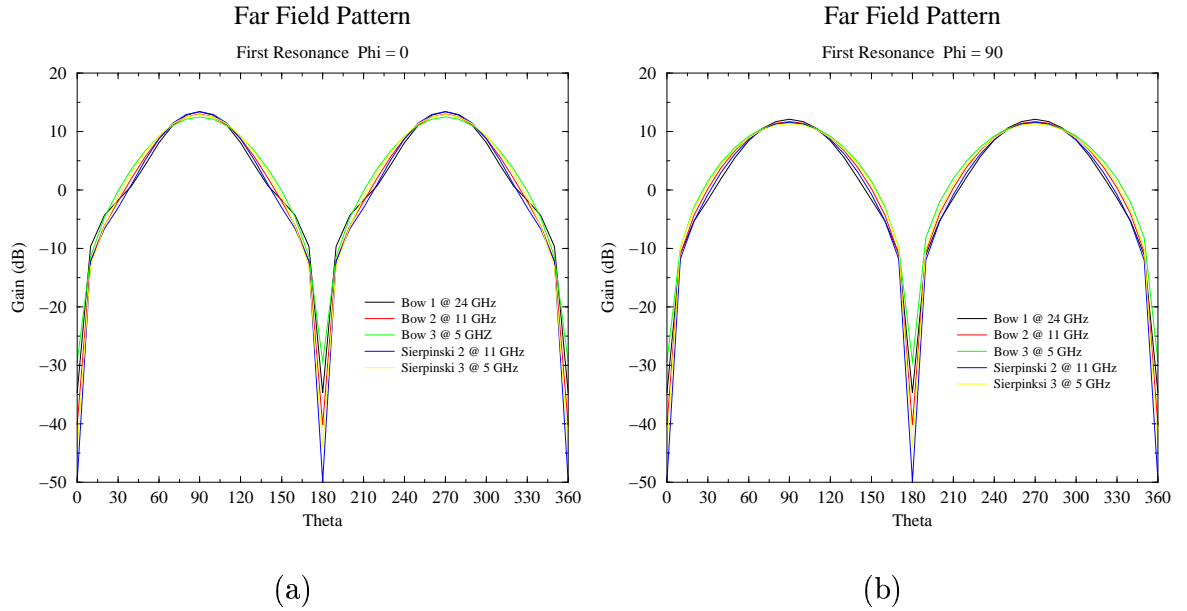 Far Field Pattern
First Resonance Phi = 0
20
10
0
−10
−20
−30
−40
−50
Gain (dB)
0 30 60 90 120 150 180 210 240 270 300 330 360
Theta
Bow 1 @ 24 GHz
Bow 2 @ 11 GHz
Bow 3 @ 5 GHZ
Sierpinski 2 @ 11 GHz
Sierpinski 3 @ 5 GHz
(a)
Far Field Pattern
First Resonance Phi = 90
20
10
0
−10
−20
−30
−40
−50
Gain (dB)
0 30 60 90 120 150 180 210 240 270 300 330 360
Theta
Bow 1 @ 24 GHz
Bow 2 @ 11 GHz
Bow 3 @ 5 GHz
Sierpinski 2 @ 11 GHz
Sierpinksi 3 @ 5 GHz
(b)